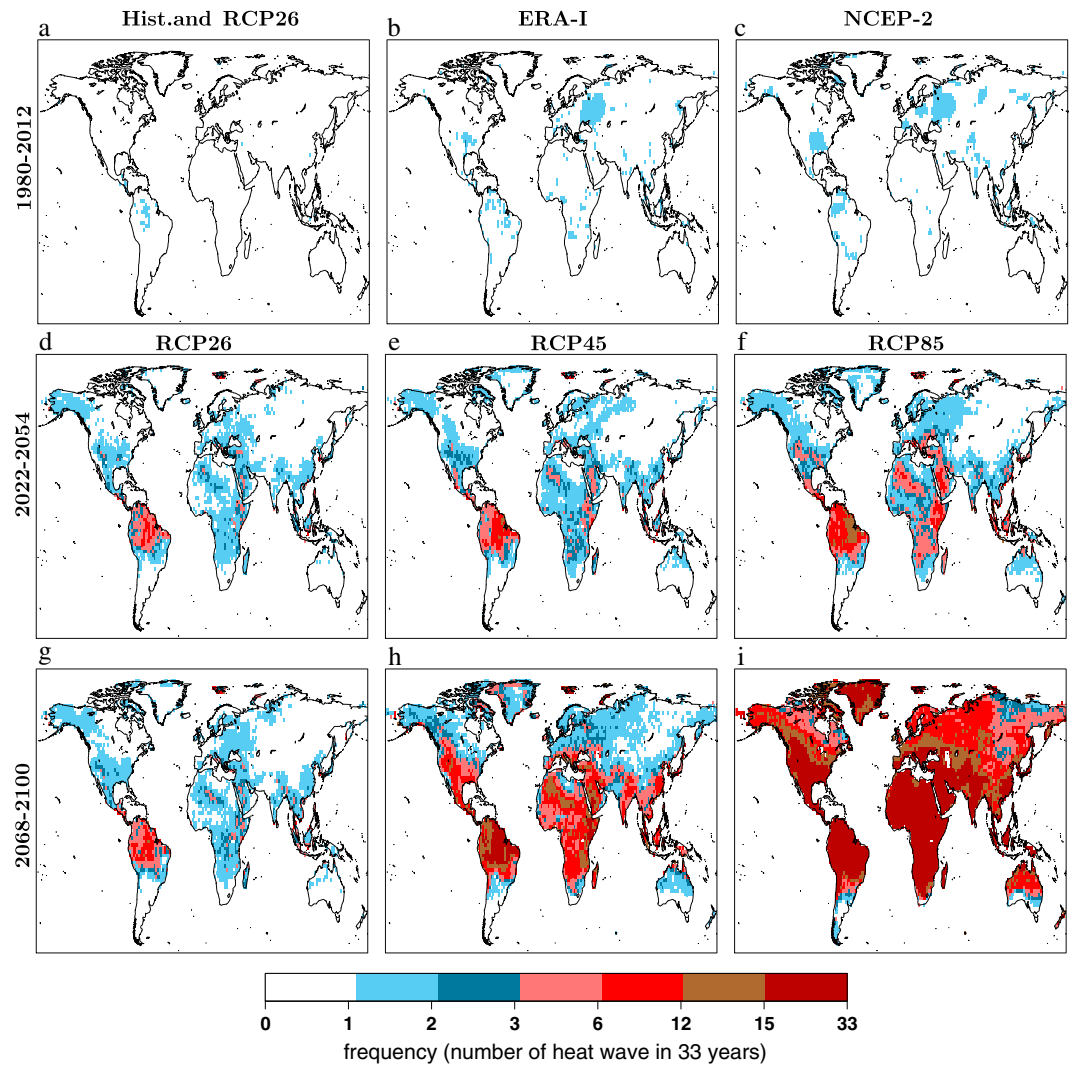 a Hist.and RCP26
b ERA-I
c NCEP-2
1980-2012
d RCP26
e RCP45
f RCP85
2022-2054
g
h
i
2068-2100
0 1 2 3 6 12 15 33
frequency (number of heat wave in 33 years)